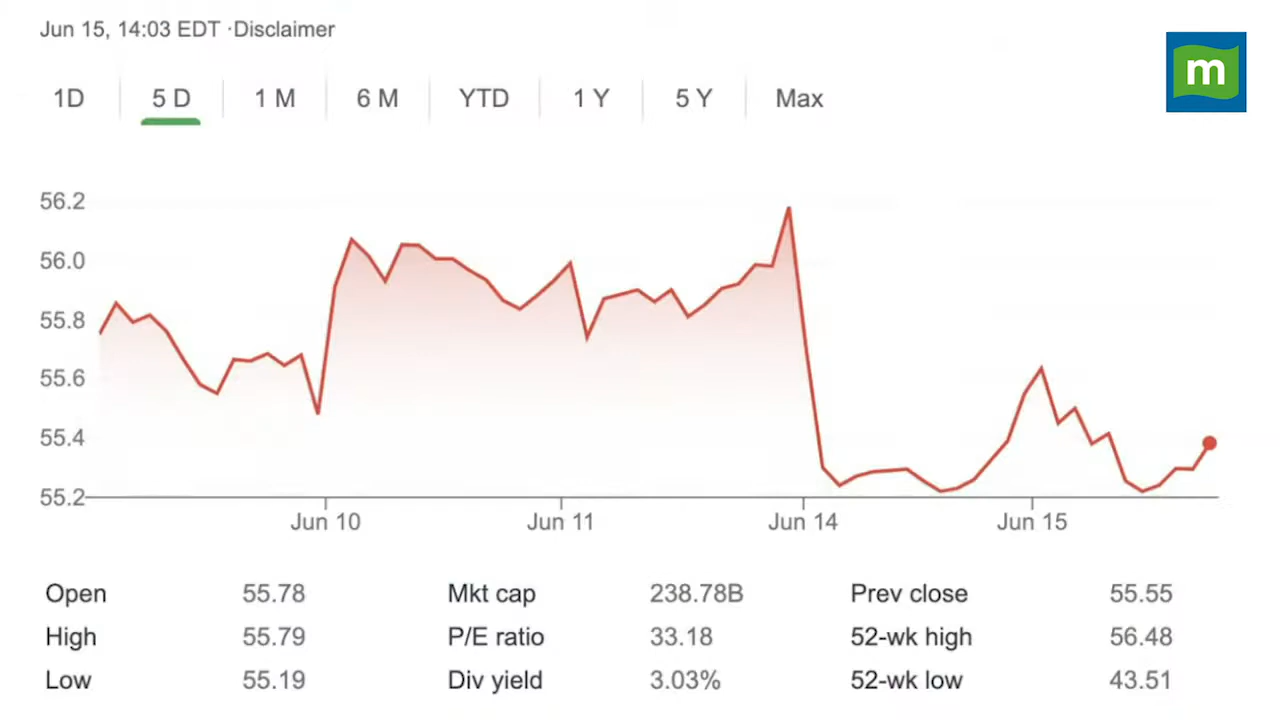 Jun 15, 14:03 EDT ·Disclaimer
m
1D 5 D 1 M 6 M YTD 1 Y 5 Y Max
56.2
56.0
55.8
55.6
55.4
55.2
Jun 10 Jun 11 Jun 14 Jun 15
Open 55.78 Mkt cap 238.78B Prev close 55.55
High 55.79 P/E ratio 33.18 52-wk high 56.48
Low 55.19 Div yield 3.03% 52-wk low 43.51